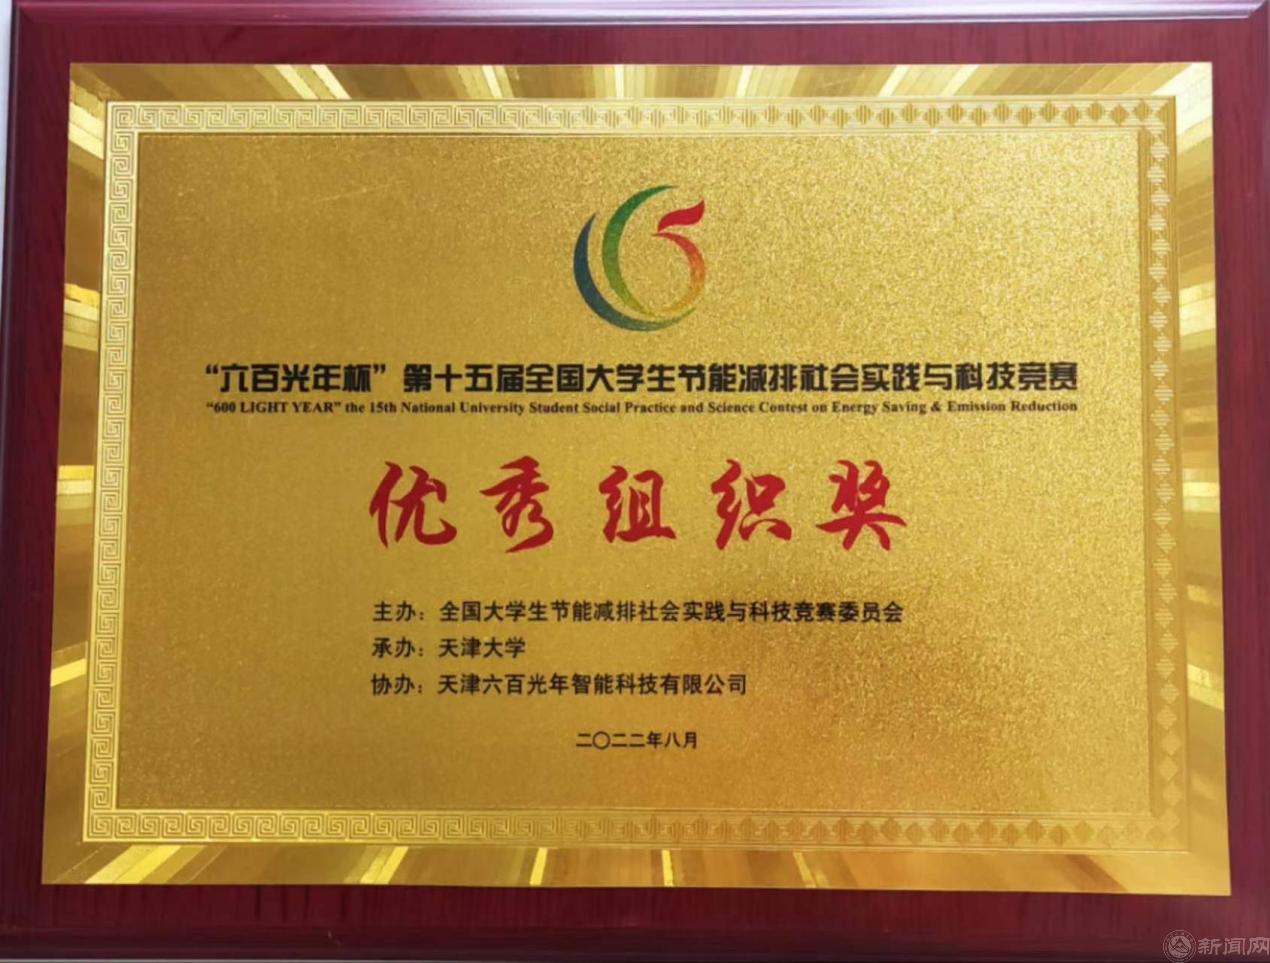 “六百光年杯”第十五届全国大学生节能减排社会实践与科技竞赛
“600 LIGHT YEAR” the 15th National University Student Social Practice and Science Contest on Energy Saving & Emission Reduction
优秀组织奖
主办：全国大学生节能减排社会实践与科技竞赛委员会
承办：天津大学
协办：天津六百光年智能科技有限公司
二〇二二年八月
新闻网